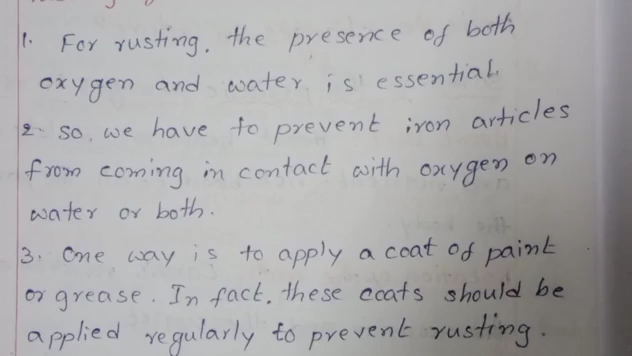 1. For rusting, the presence of both
oxygen and water is essential.
2. So, we have to prevent iron articles
from coming in contact with oxygen on
water or both.
3. One way is to apply a coat of paint
or grease. In fact, these coats should be
applied regularly to prevent rusting.